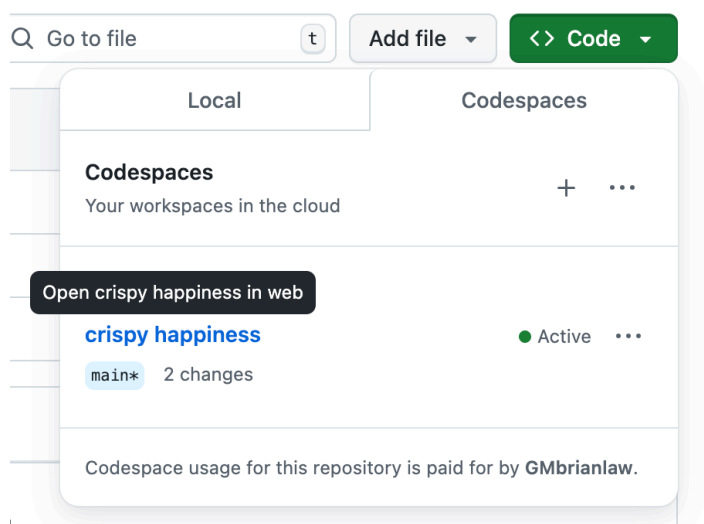 Go to file
t
Add file
Code
Local
Codespaces
Codespaces
Your workspaces in the cloud
Open crispy happiness in web
crispy happiness
Active
main*
2 changes
Codespace usage for this repository is paid for by GMbrianlaw.